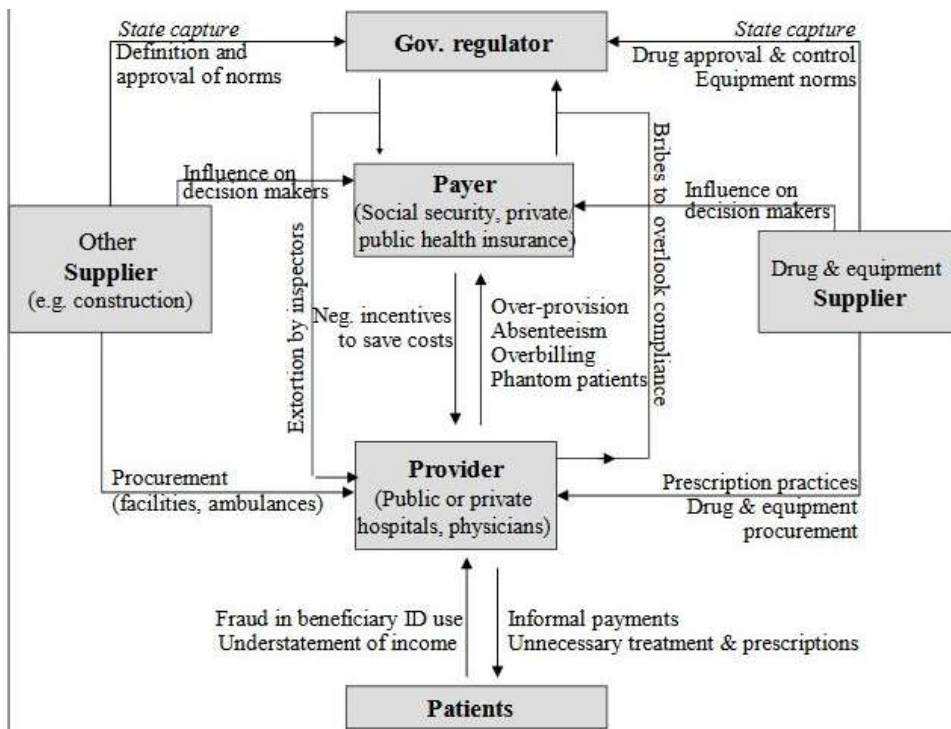 State capture
Definition and
approval of norms
Gov. regulator
State capture
Drug approval & control
Equipment norms
Influence on
decision makers
Payer
(Social security, private/
public health insurance)
Influence on
decision makers
Other
Supplier
(e.g. construction)
Drug & equipment
Supplier
Extortion by inspectors
Neg. incentives
to save costs
Over-provision
Absenteeism
Overbilling
Phantom patients
Bribes to overlook compliance
Procurement
(facilities, ambulances)
Provider
(Public or private
hospitals, physicians)
Prescription practices
Drug & equipment
procurement
Fraud in beneficiary ID use
Understatement of income
Informal payments
Unnecessary treatment & prescriptions
Patients